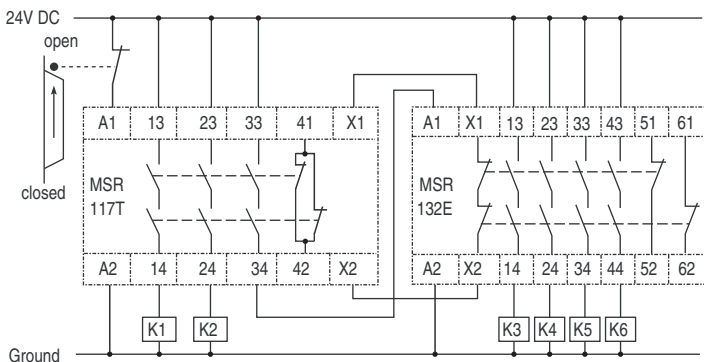 24V DC
open
closed
A1 13 23 33 41 X1
MSR
117T
A2 14 24 34 42 X2
A1 X1 13 23 33 43 51 61
MSR
132E
A2 X2 14 24 34 44 52 62
K1 K2 K3 K4 K5 K6
Ground